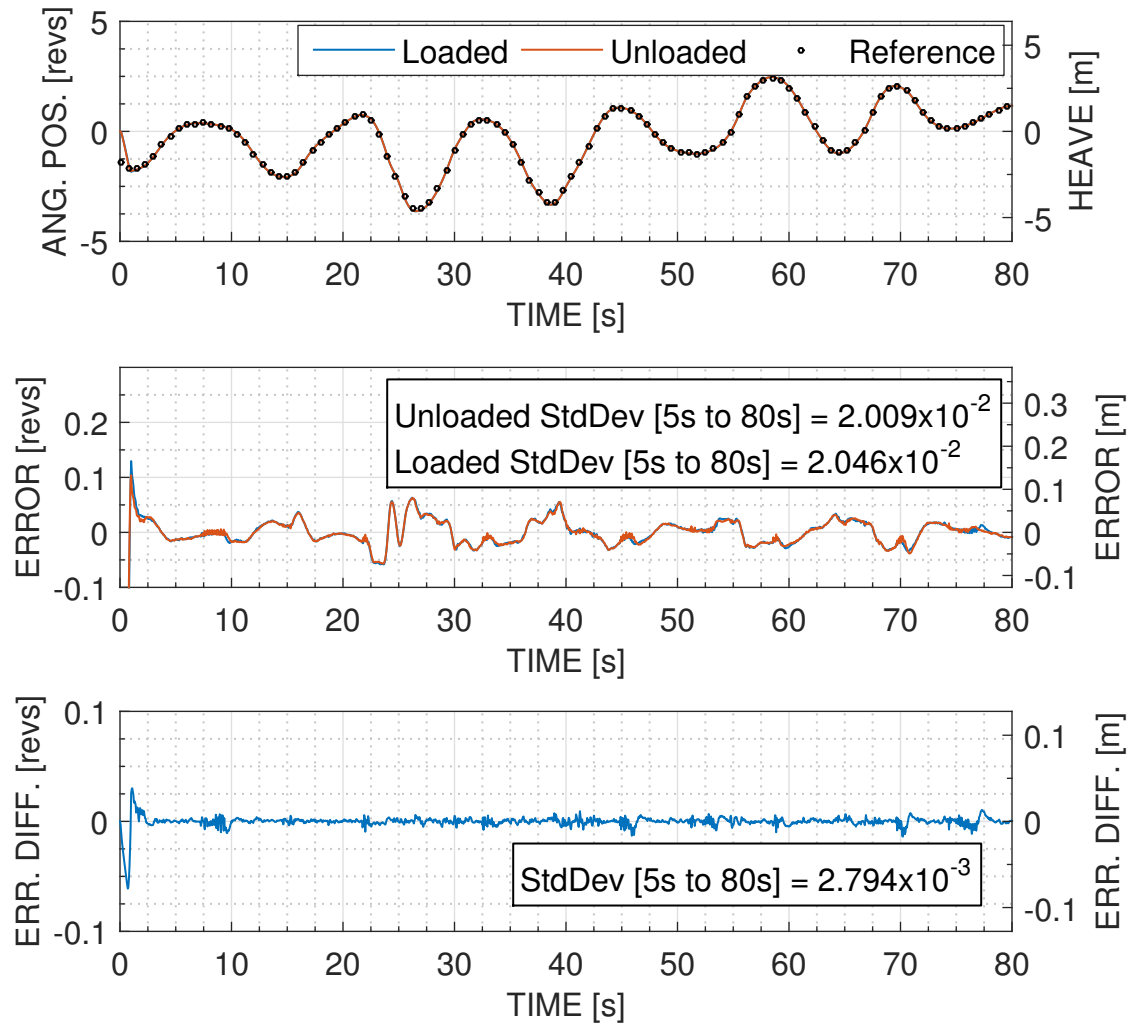 Loaded Unloaded Reference
ANG. POS. [revs]
5
0
-5
HEAVE [m]
5
0
-5
0 10 20 30 40 50 60 70 80
TIME [s]
ERROR [revs]
0.2
0.1
0
-0.1
Unloaded StdDev [5s to 80s] = 2.009x10⁻²
Loaded StdDev [5s to 80s] = 2.046x10⁻²
ERROR [m]
0.3
0.2
0.1
0
-0.1
0 10 20 30 40 50 60 70 80
TIME [s]
ERR. DIFF. [revs]
0.1
0
-0.1
StdDev [5s to 80s] = 2.794x10⁻³
ERR. DIFF. [m]
0.1
0
-0.1
0 10 20 30 40 50 60 70 80
TIME [s]